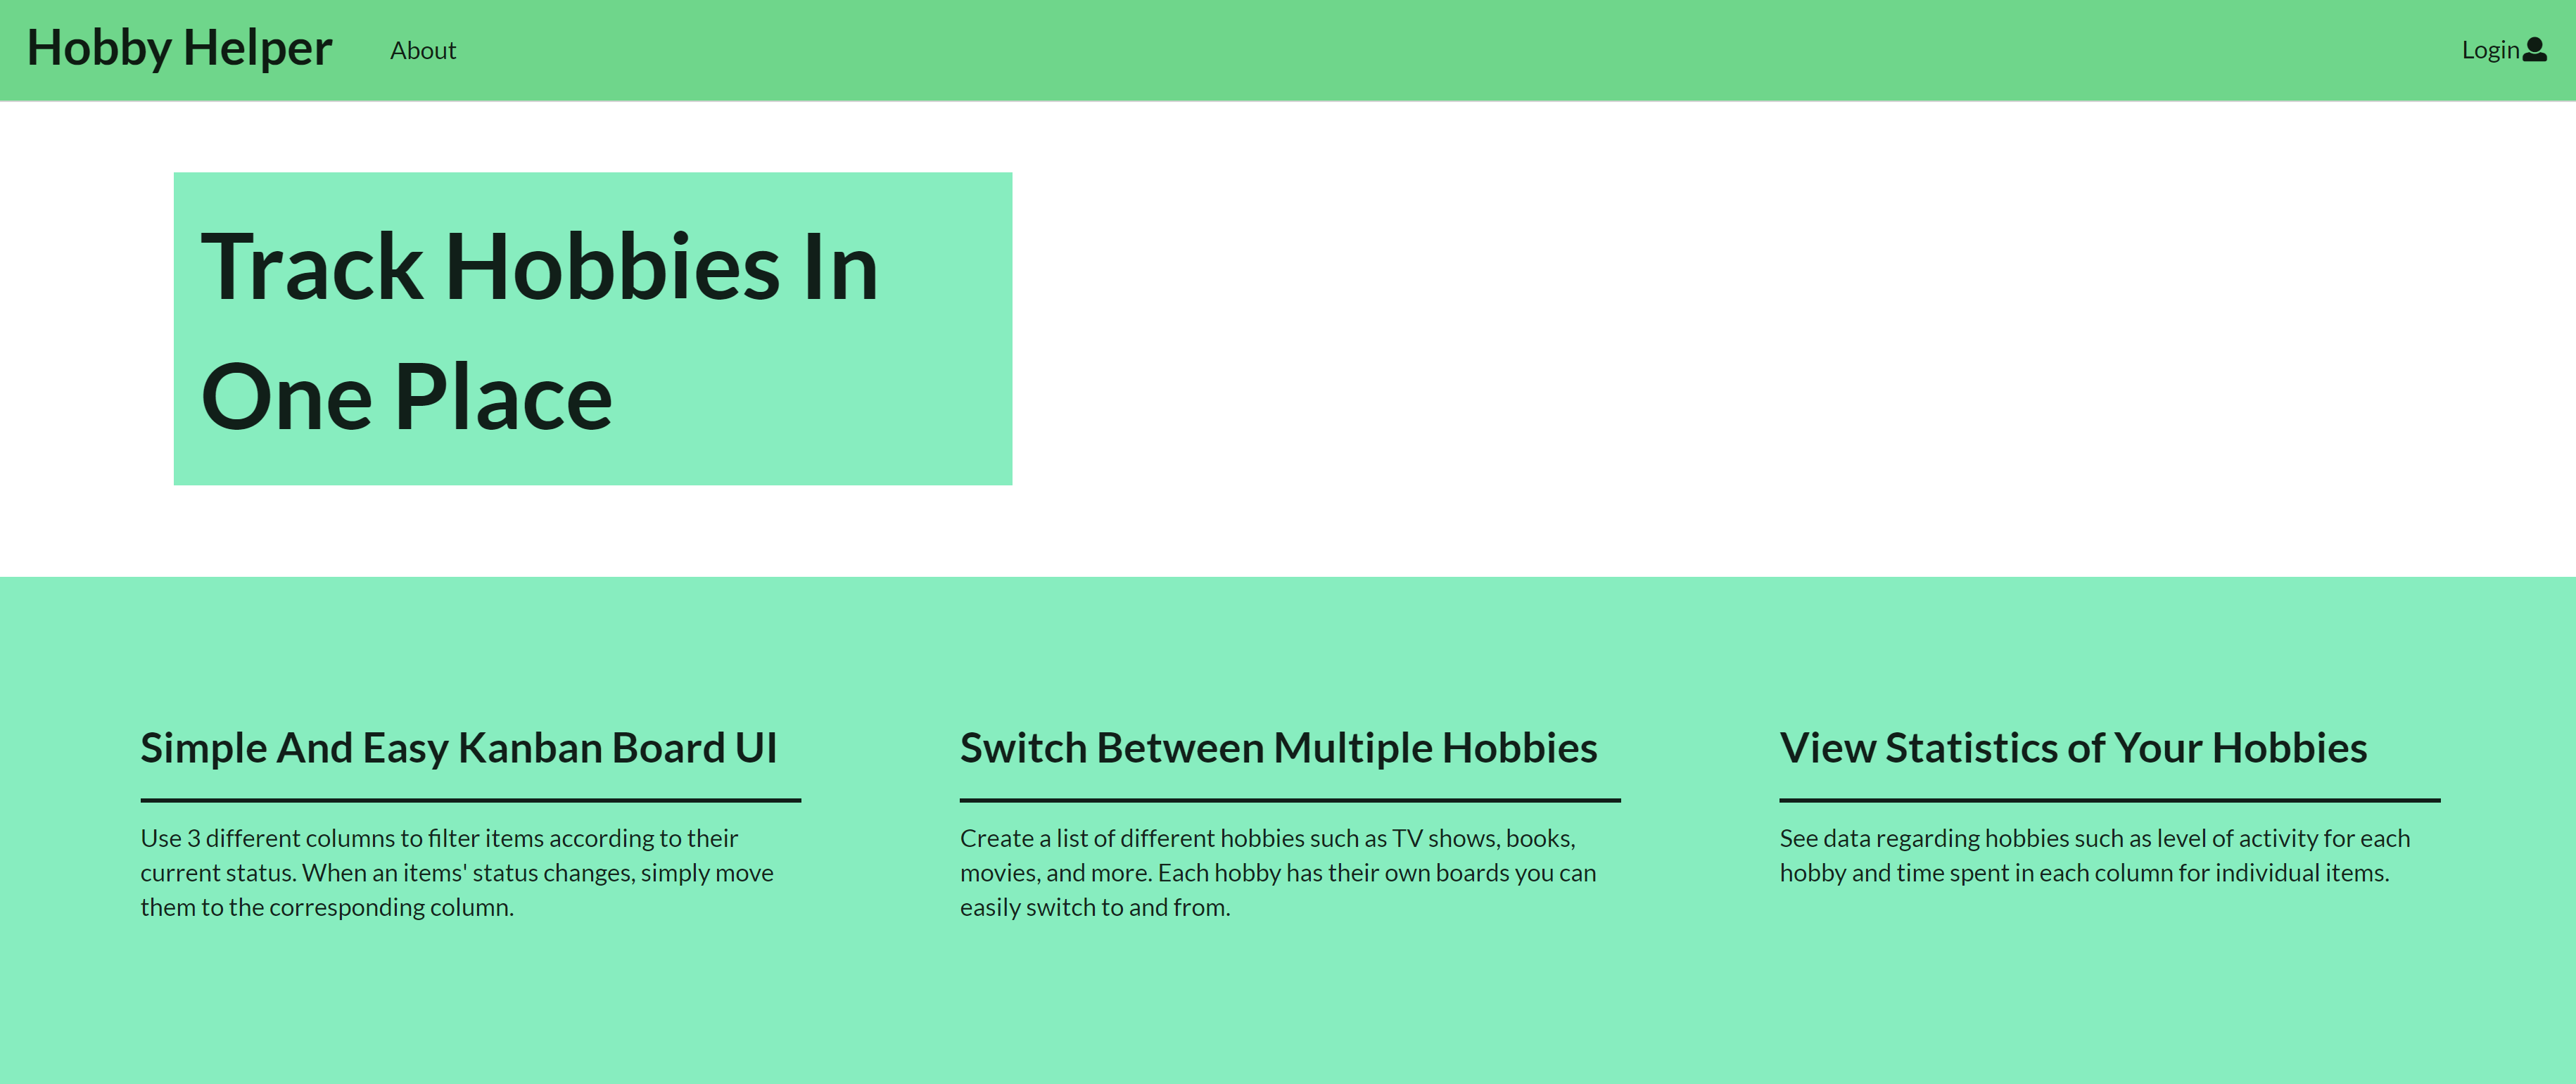 Hobby Helper
About
Login
Track Hobbies In
One Place
Simple And Easy Kanban Board UI
Use 3 different columns to filter items according to their
current status. When an items' status changes, simply move
them to the corresponding column.
Switch Between Multiple Hobbies
Create a list of different hobbies such as TV shows, books,
movies, and more. Each hobby has their own boards you can
easily switch to and from.
View Statistics of Your Hobbies
See data regarding hobbies such as level of activity for each
hobby and time spent in each column for individual items.